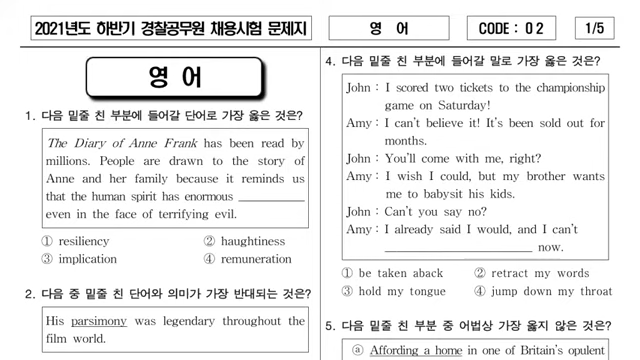 2021년도 하반기 경찰공무원 채용시험 문제지
영 어
CODE : 02
1/5
영 어
1. 다음 밑줄 친 부분에 들어갈 단어로 가장 옳은 것은?
The Diary of Anne Frank has been read by
millions. People are drawn to the story of
Anne and her family because it reminds us
that the human spirit has enormous ____________
even in the face of terrifying evil.
① resiliency ② haughtiness
③ implication ④ remuneration
2. 다음 중 밑줄 친 단어와 의미가 가장 반대되는 것은?
His parsimony was legendary throughout the
film world.
4. 다음 밑줄 친 부분에 들어갈 말로 가장 옳은 것은?
John : I scored two tickets to the championship
game on Saturday!
Amy : I can't believe it! It's been sold out for
months.
John : You'll come with me, right?
Amy : I wish I could, but my brother wants
me to babysit his kids.
John : Can't you say no?
Amy : I already said I would, and I can't
__________________________ now.
① be taken aback ② retract my words
③ hold my tongue ④ jump down my throat
5. 다음 밑줄 친 부분 중 어법상 가장 옳지 않은 것은?
ⓐ Affording a home in one of Britain's opulent